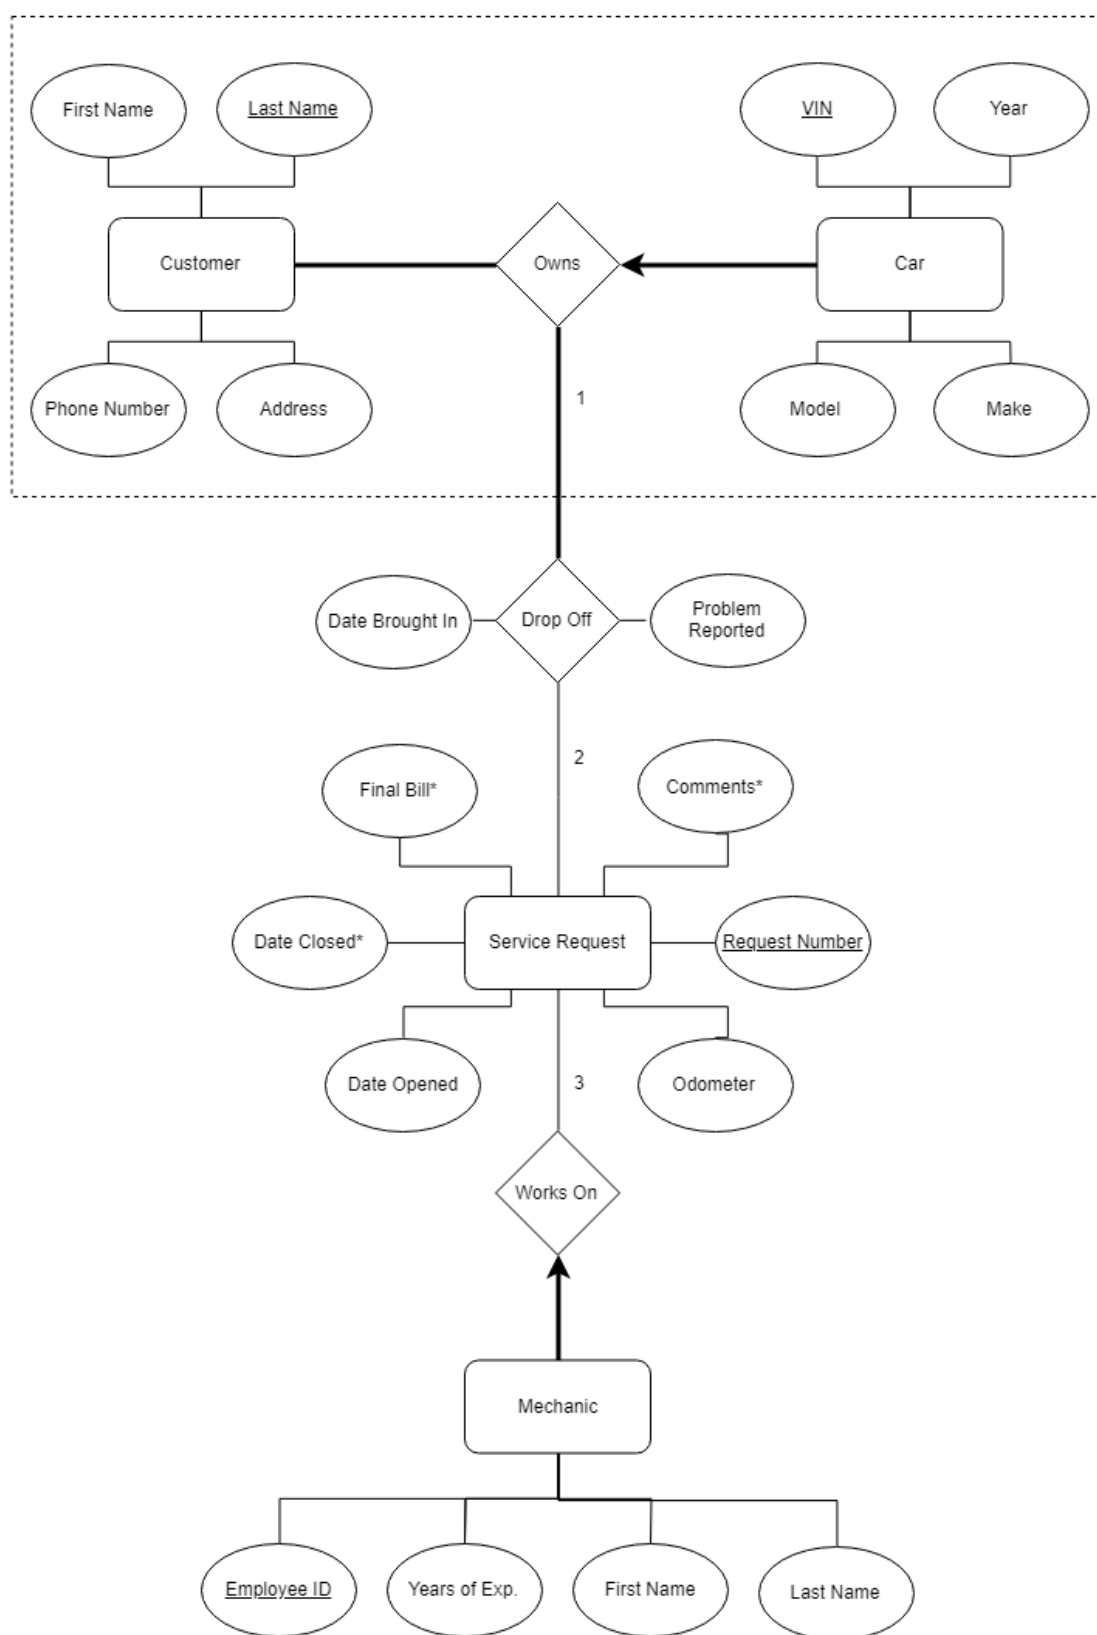 First Name
Last Name
VIN
Year
Customer
Owns
Car
Phone Number
Address
1
Model
Make
Date Brought In
Drop Off
Problem
Reported
2
Final Bill*
Comments*
Date Closed*
Service Request
Request Number
Date Opened
3
Odometer
Works On
Mechanic
Employee ID
Years of Exp.
First Name
Last Name